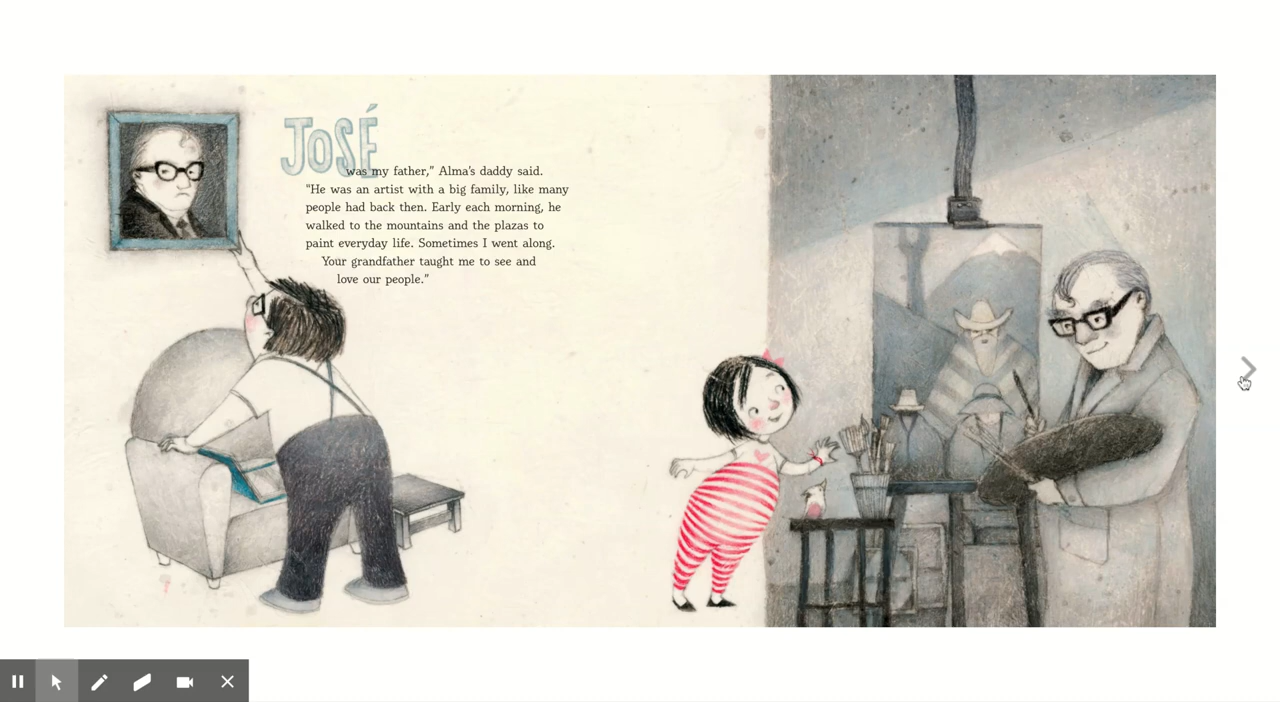 JOSÉ
was my father,” Alma’s daddy said.
"He was an artist with a big family, like many
people had back then. Early each morning, he
walked to the mountains and the plazas to
paint everyday life. Sometimes I went along.
Your grandfather taught me to see and
love our people.”